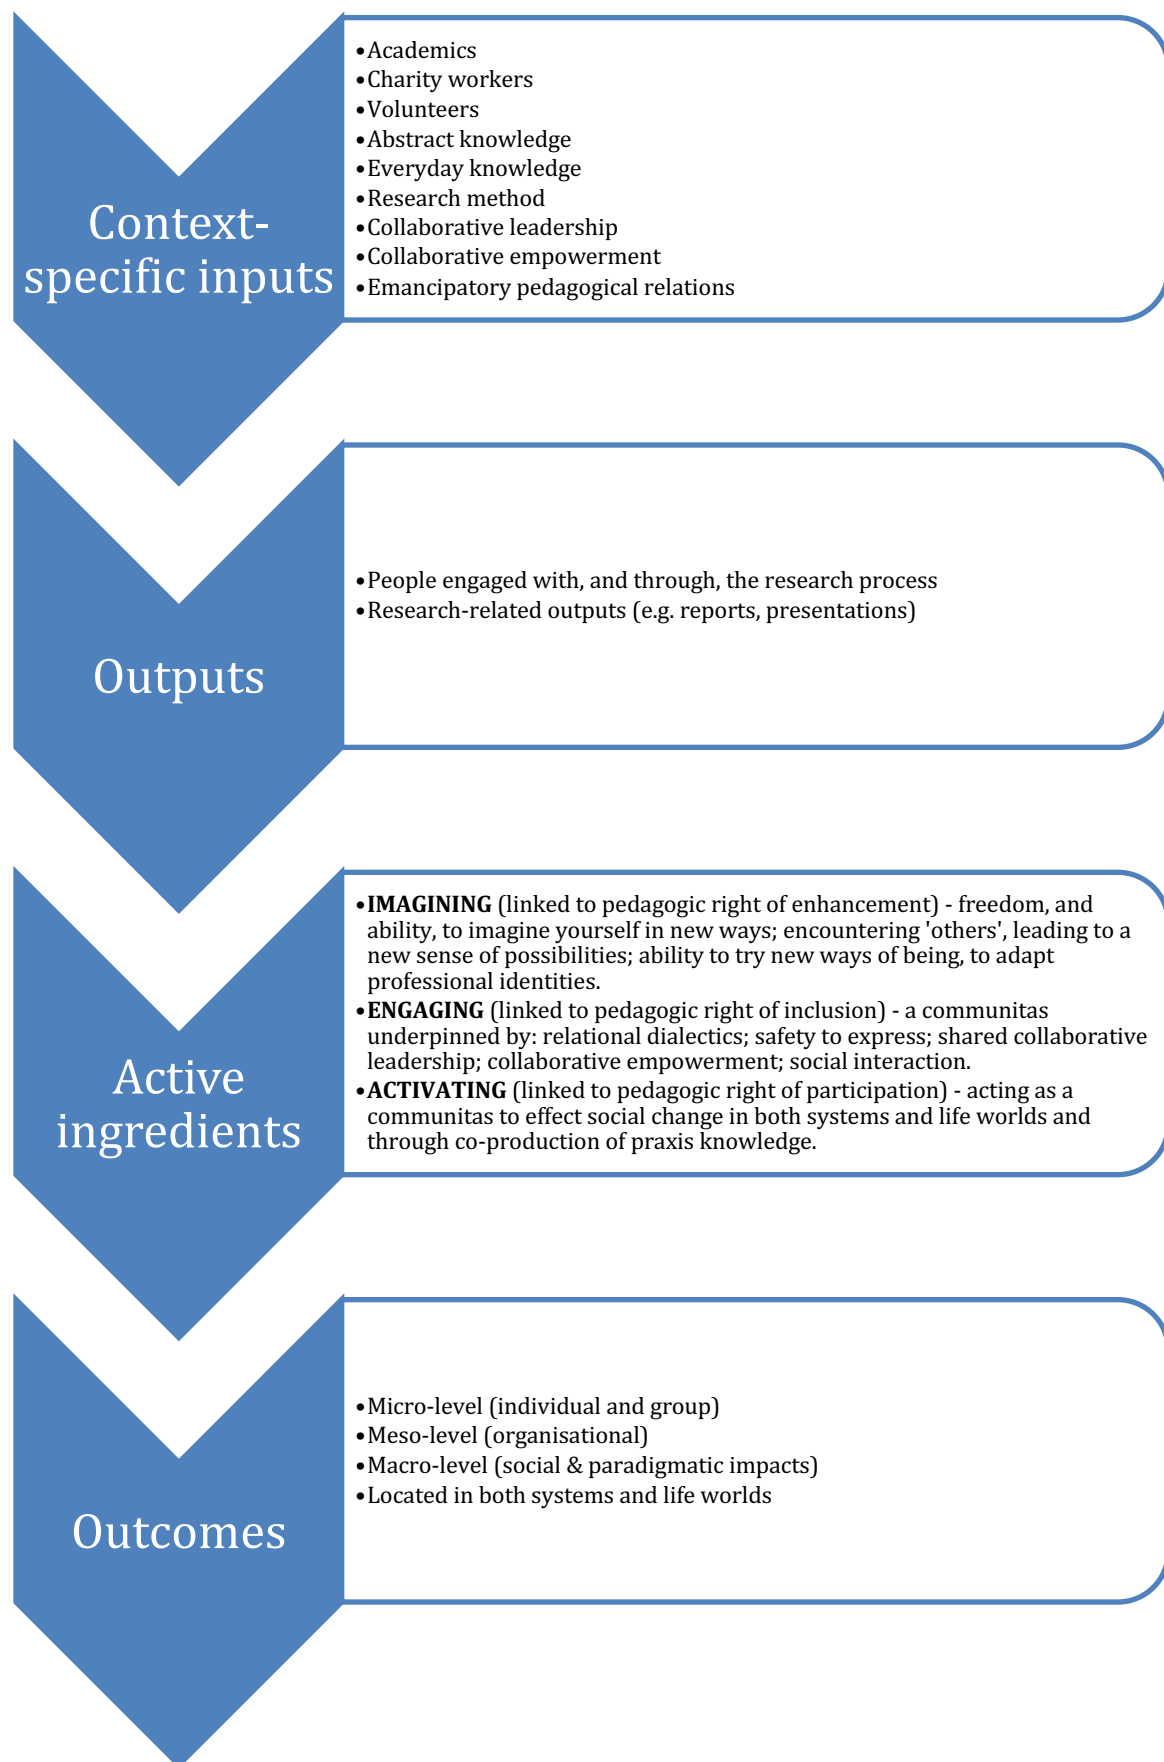 Context-
specific inputs
•Academics
•Charity workers
•Volunteers
•Abstract knowledge
•Everyday knowledge
•Research method
•Collaborative leadership
•Collaborative empowerment
•Emancipatory pedagogical relations
Outputs
•People engaged with, and through, the research process
•Research-related outputs (e.g. reports, presentations)
Active
ingredients
•IMAGINING (linked to pedagogic right of enhancement) - freedom, and
ability, to imagine yourself in new ways; encountering 'others', leading to a
new sense of possibilities; ability to try new ways of being, to adapt
professional identities.
•ENGAGING (linked to pedagogic right of inclusion) - a communitas
underpinned by: relational dialectics; safety to express; shared collaborative
leadership; collaborative empowerment; social interaction.
•ACTIVATING (linked to pedagogic right of participation) - acting as a
communitas to effect social change in both systems and life worlds and
through co-production of praxis knowledge.
Outcomes
•Micro-level (individual and group)
•Meso-level (organisational)
•Macro-level (social & paradigmatic impacts)
•Located in both systems and life worlds